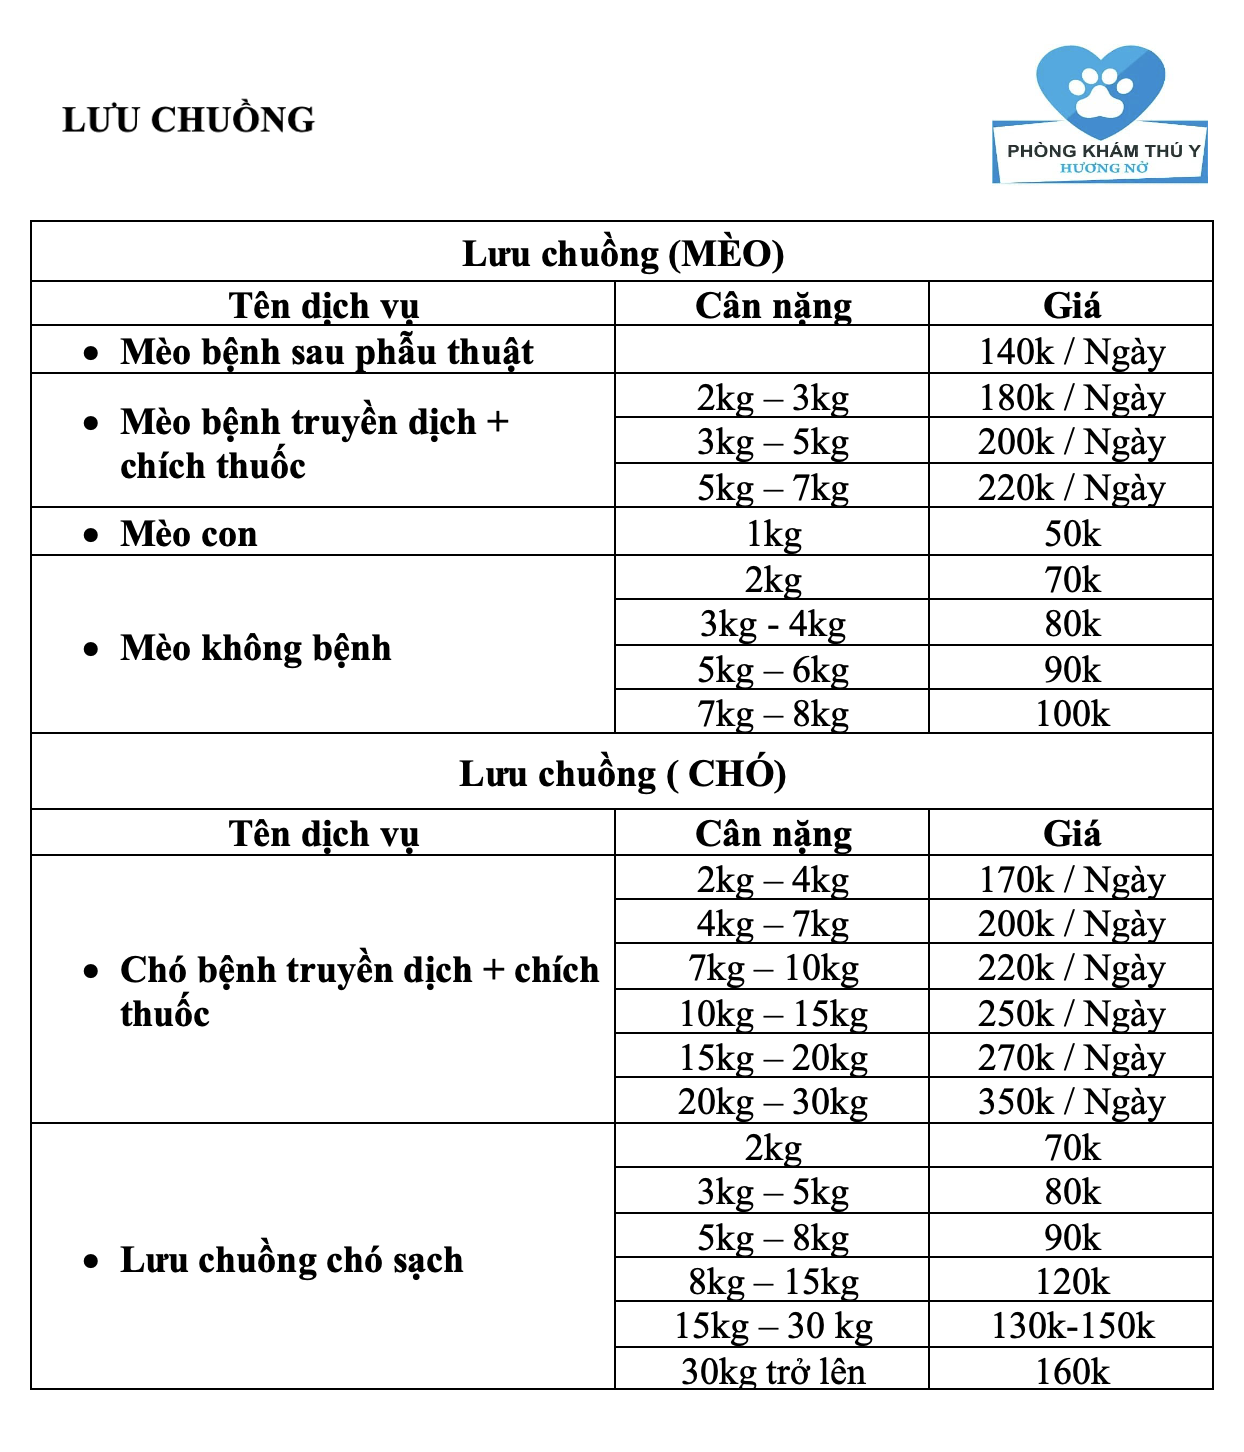 LƯU CHUỒNG
PHÒNG KHÁM THÚ Y
HƯƠNG NỞ
Lưu chuồng (MÈO)
Tên dịch vụ Cân nặng Giá
• Mèo bệnh sau phẫu thuật 140k / Ngày
• Mèo bệnh truyền dịch +
chích thuốc
2kg – 3kg 180k / Ngày
3kg – 5kg 200k / Ngày
5kg – 7kg 220k / Ngày
• Mèo con 1kg 50k
• Mèo không bệnh
2kg 70k
3kg - 4kg 80k
5kg – 6kg 90k
7kg – 8kg 100k
Lưu chuồng ( CHÓ)
Tên dịch vụ Cân nặng Giá
• Chó bệnh truyền dịch + chích
thuốc
2kg – 4kg 170k / Ngày
4kg – 7kg 200k / Ngày
7kg – 10kg 220k / Ngày
10kg – 15kg 250k / Ngày
15kg – 20kg 270k / Ngày
20kg – 30kg 350k / Ngày
• Lưu chuồng chó sạch
2kg 70k
3kg – 5kg 80k
5kg – 8kg 90k
8kg – 15kg 120k
15kg – 30 kg 130k-150k
30kg trở lên 160k